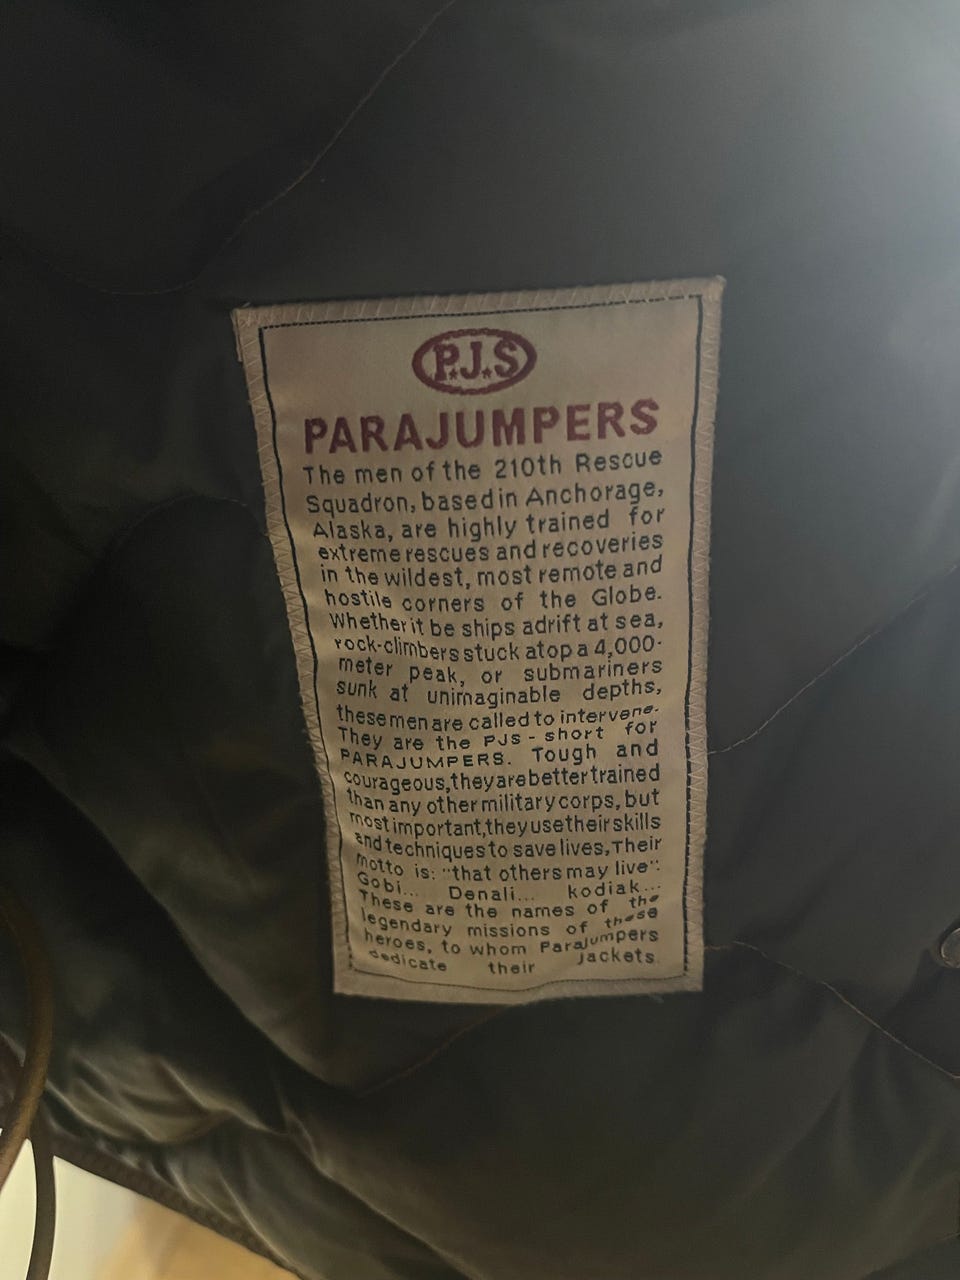 P.J.S
PARAJUMPERS
The men of the 210th Rescue
Squadron, based in Anchorage,
Alaska, are highly trained for
extreme rescues and recoveries
in the wildest, most remote and
hostile corners of the Globe.
Whether it be ships adrift at sea,
rock-climbers stuck atop a 4,000-
meter peak, or submariners
sunk at unimaginable depths,
these men are called to intervene.
They are the PJs - short for
PARAJUMPERS. Tough and
courageous, they are better trained
than any other military corps, but
most important, they use their skills
and techniques to save lives, Their
motto is: "that others may live":
Gobi... Denali... kodiak...
These are the names of the
legendary missions of these
heroes, to whom Parajumpers
dedicate their jackets.